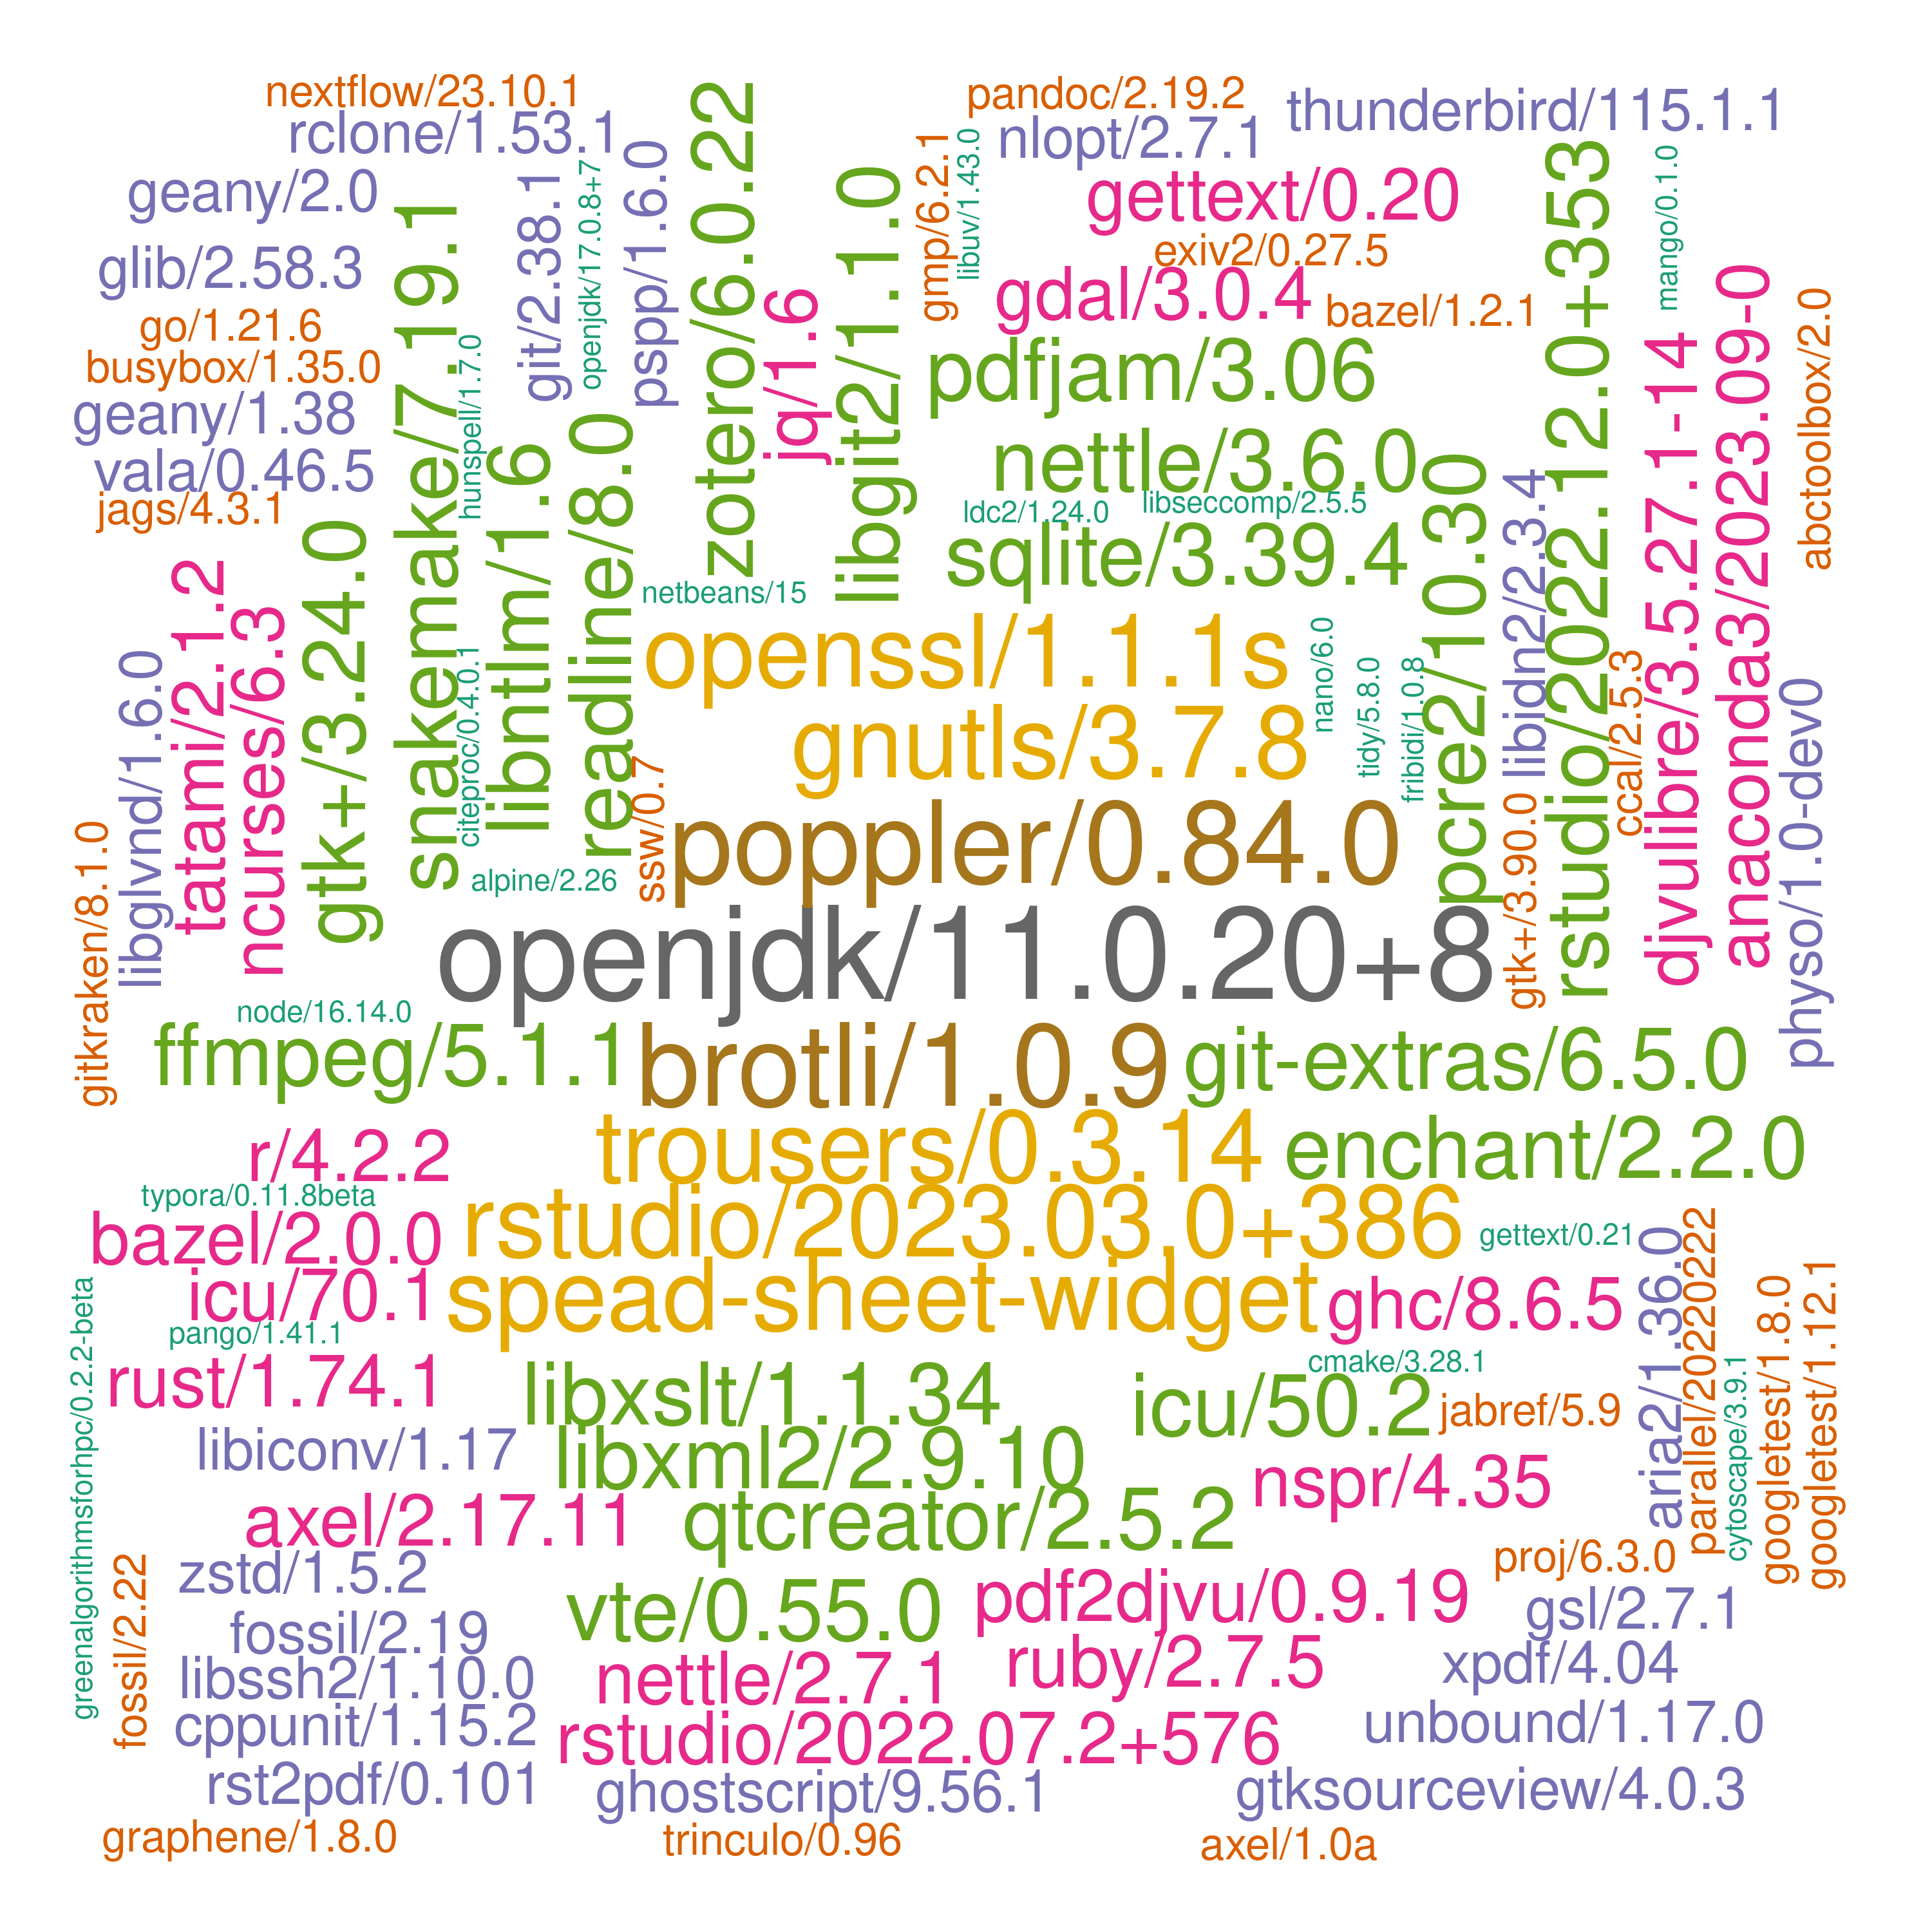 nextflow/23.10.1
pandoc/2.19.2
thunderbird/115.1.1
rclone/1.53.1
nlopt/2.7.1
geany/2.0
git/2.38.1
openjdk/17.0.8+7
pspp/1.6.0
zotero/6.0.22
libgit2/1.1.0
gmp/6.2.1
libuv/1.43.0
gettext/0.20
mango/0.1.0
exiv2/0.27.5
glib/2.58.3
gdal/3.0.4
bazel/1.2.1
go/1.21.6
jq/1.6
busybox/1.35.0
pdfjam/3.06
geany/1.38
snakemake/7.19.1
hunspell/1.7.0
vala/0.46.5
nettle/3.6.0
jags/4.3.1
ldc2/1.24.0
libseccomp/2.5.5
sqlite/3.39.4
rstudio/2022.12.0+353
djvulibre/3.5.27.1-14
anaconda3/2023.09-0
abctoolbox/2.0
libntlm/1.6
readline/8.0
netbeans/15
pcre2/10.30
libidn2/2.3.4
openssl/1.1.1s
nano/6.0
tidy/5.8.0
fribidi/1.0.8
ccal/2.5.3
gitkraken/8.1.0
libglvnd/1.6.0
tatami/2.1.2
ncurses/6.3
gtk+/3.24.0
citeproc/0.4.0.1
gnutls/3.7.8
ssw/0.7
poppler/0.84.0
alpine/2.26
gtk+/3.90.0
physo/1.0-dev0
openjdk/11.0.20+8
node/16.14.0
ffmpeg/5.1.1
brotli/1.0.9
git-extras/6.5.0
r/4.2.2
trousers/0.3.14
enchant/2.2.0
typora/0.11.8beta
bazel/2.0.0
rstudio/2023.03.0+386
gettext/0.21
icu/70.1
spead-sheet-widget
ghc/8.6.5
pango/1.41.1
cmake/3.28.1
rust/1.74.1
libxslt/1.1.34
icu/50.2
jabref/5.9
aria2/1.36.0
parallel/20220222
cytoscape/3.9.1
googletest/1.8.0
googletest/1.12.1
greenalgorithmsforhpc/0.2.2-beta
libiconv/1.17
libxml2/2.9.10
nspr/4.35
axel/2.17.11
qtcreator/2.5.2
proj/6.3.0
fossil/2.22
zstd/1.5.2
vte/0.55.0
pdf2djvu/0.9.19
gsl/2.7.1
fossil/2.19
libssh2/1.10.0
nettle/2.7.1
ruby/2.7.5
xpdf/4.04
cppunit/1.15.2
rstudio/2022.07.2+576
unbound/1.17.0
rst2pdf/0.101
ghostscript/9.56.1
gtksourceview/4.0.3
graphene/1.8.0
trinculo/0.96
axel/1.0a